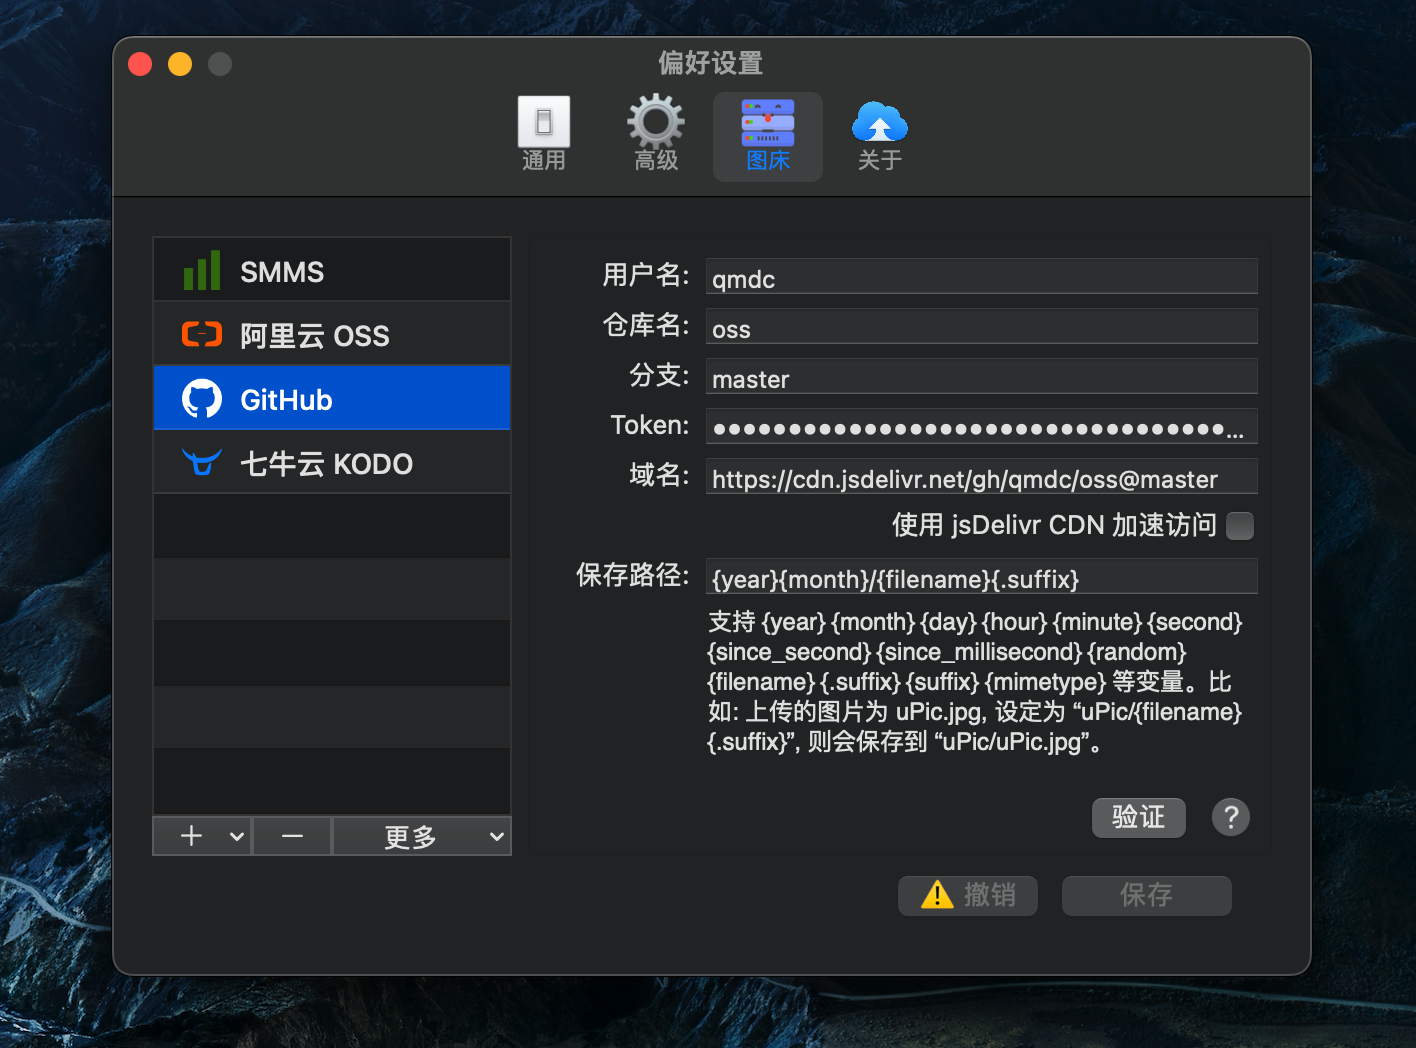 偏好设置
通用
高级
图床
关于
SMMS
阿里云 OSS
GitHub
七牛云 KODO
更多
用户名:
qmdc
仓库名:
oss
分支:
master
Token:
●●●●●●●●●●●●●●●●●●●●●●●●●●●●●●●●●●...
域名:
https://cdn.jsdelivr.net/gh/qmdc/oss@master
使用 jsDelivr CDN 加速访问
保存路径:
{year}{month}/{filename}{.suffix}
支持 {year} {month} {day} {hour} {minute} {second}
{since_second} {since_millisecond} {random}
{filename} {.suffix} {suffix} {mimetype} 等变量。比
如: 上传的图片为 uPic.jpg, 设定为 “uPic/{filename}
{.suffix}”, 则会保存到 “uPic/uPic.jpg”。
验证
?
撤销
保存